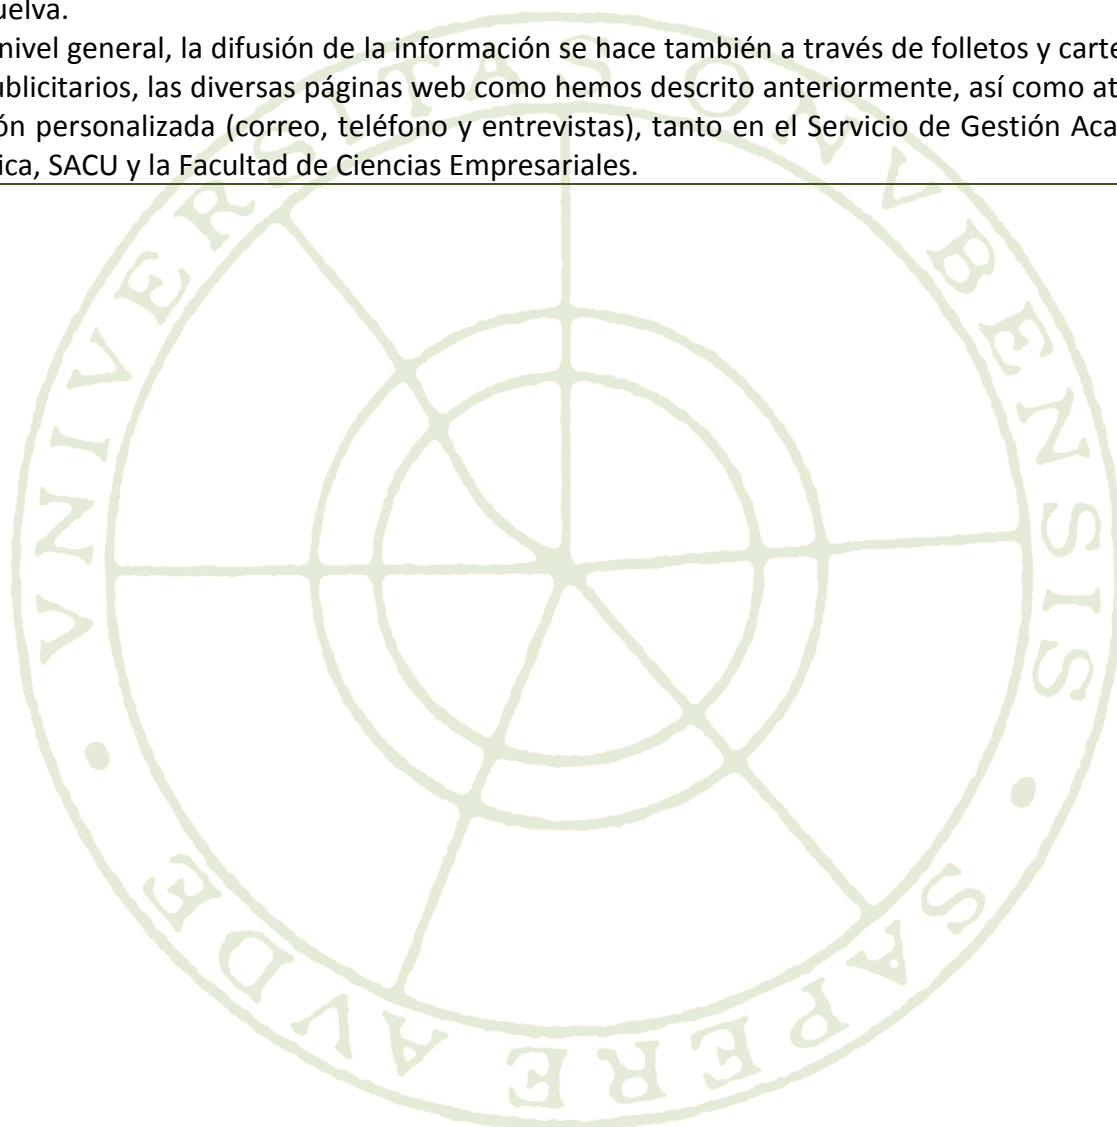 uelva.
nivel general, la difusión de la información se hace también a través de folletos y carte
ublicitarios, las diversas páginas web como hemos descrito anteriormente, así como at
ón personalizada (correo, teléfono y entrevistas), tanto en el Servicio de Gestión Aca
ica, SACU y la Facultad de Ciencias Empresariales.
VNIVERSITAS ONVBENSIS
SAPERE AVDE